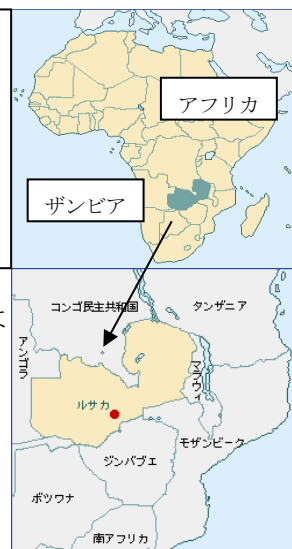 アフリカ
ザンビア
よ
コンゴ民主共和国
タンザニア
アンゴラ
マラウィ
ルサカ
モザンビーク
ジンバブエ
ボツワナ
南アフリカ